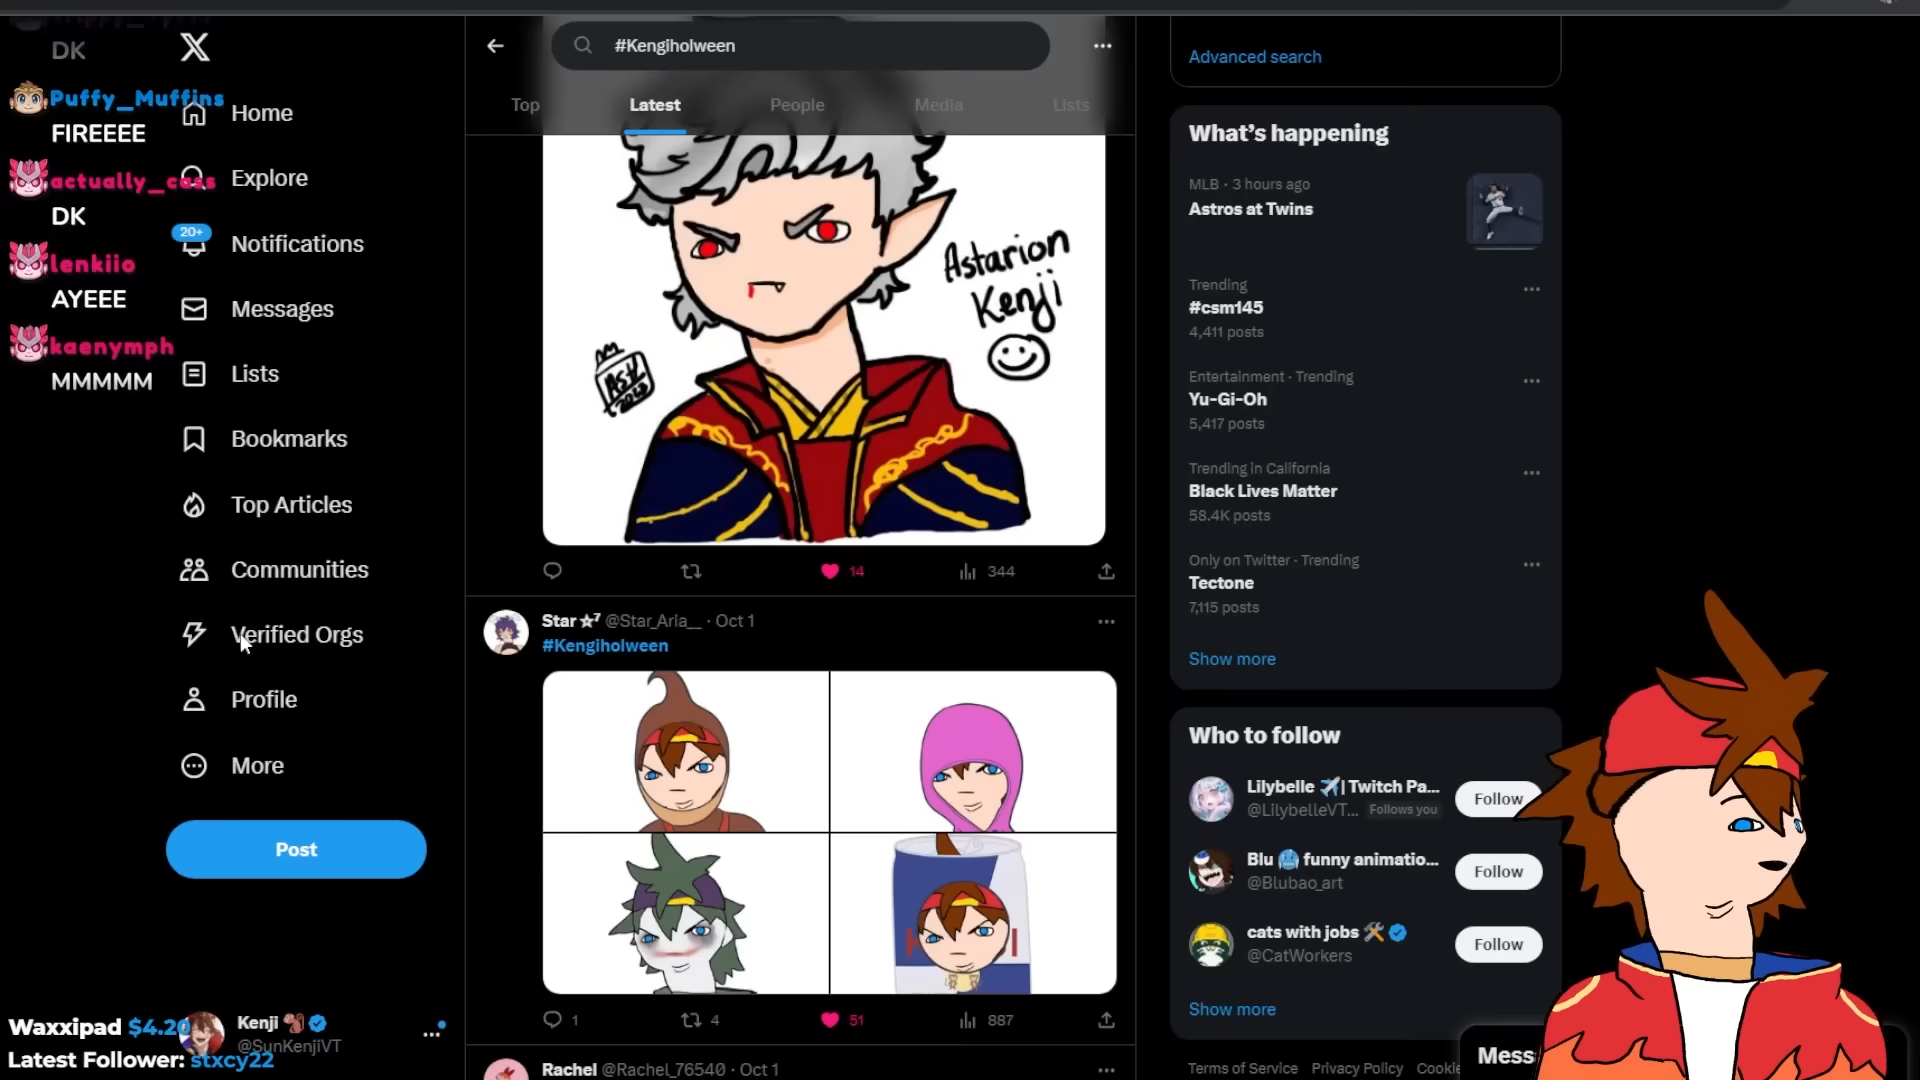 DK
Puffy_Muffins
FIREEEE
actually_cass
DK
lenkiio
AYEEE
kaenymph
MMMMM
Home
Explore
20+
Notifications
Messages
Lists
Bookmarks
Top Articles
Communities
Verified Orgs
Profile
More
Post
Waxxipad $4.20
Latest Follower: stxcy22
Kenji
@SunKenjiVT
#Kengiholween
Top
Latest
People
Media
Lists
Astarion
Kenji
Ash
2023
14
344
Star☆⁷ @Star_Aria__ · Oct 1
#Kengiholween
1
4
51
887
Rachel @Rachel_76540 · Oct 1
Advanced search
What's happening
MLB · 3 hours ago
Astros at Twins
Trending
#csm145
4,411 posts
Entertainment · Trending
Yu-Gi-Oh
5,417 posts
Trending in California
Black Lives Matter
58.4K posts
Only on Twitter · Trending
Tectone
7,115 posts
Show more
Who to follow
Lilybelle ✈️| Twitch Pa...
@LilybelleVT...
Follows you
Follow
Blu 🥶 funny animatio...
@Blubao_art
Follow
cats with jobs 🛠️
@CatWorkers
Follow
Show more
Terms of Service
Privacy Policy
Mess